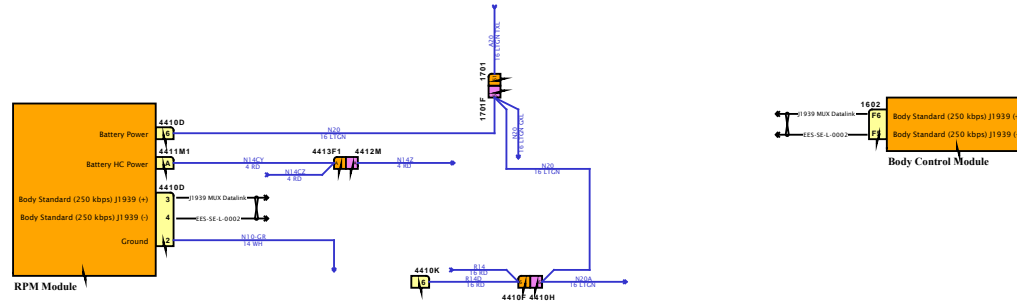 A20
16 LTGN TXL
1701
1701F
4410D
Battery Power
6
N20
16 LTGN
N20
16 LTGN GXL
4411M1
Battery HC Power
A
N14CY
4 RD
4413F1
4412M
N14Z
4 RD
N14CZ
4 RD
N20
16 LTGN
4410D
Body Standard (250 kbps) J1939 (+)
3
J1939 MUX Datalink
Body Standard (250 kbps) J1939 (-)
4
EES-SE-L-0002
Ground
2
N10-GR
14 WH
RPM Module
4410K
6
R14
16 RD
R14D
16 RD
N20A
16 LTGN
4410F
4410H
1602
J1939 MUX Datalink
F6
Body Standard (250 kbps) J1939 (
EES-SE-L-0002
Body Standard (250 kbps) J1939 (
Body Control Module